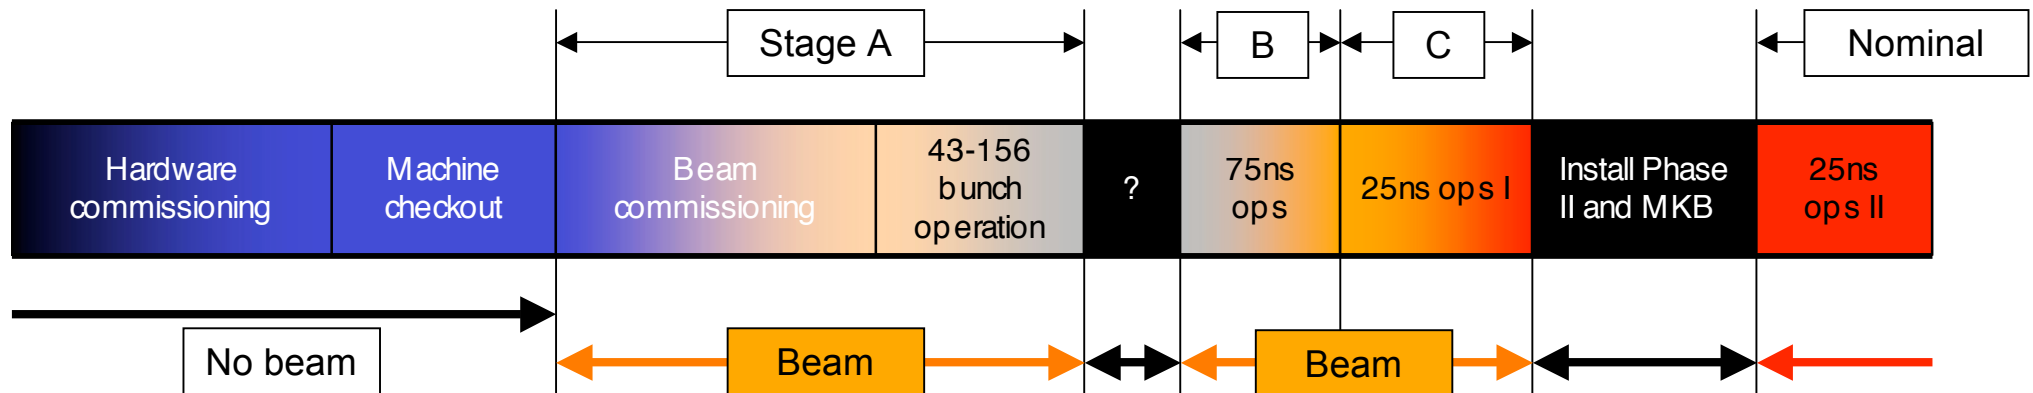 Stage A
B
C
Nominal
Hardware
commissioning
Machine
checkout
Beam
commissioning
43-156
bunch
operation
?
75ns
ops
25ns ops I
Install Phase
II and MKB
25ns
ops II
No beam
Beam
Beam